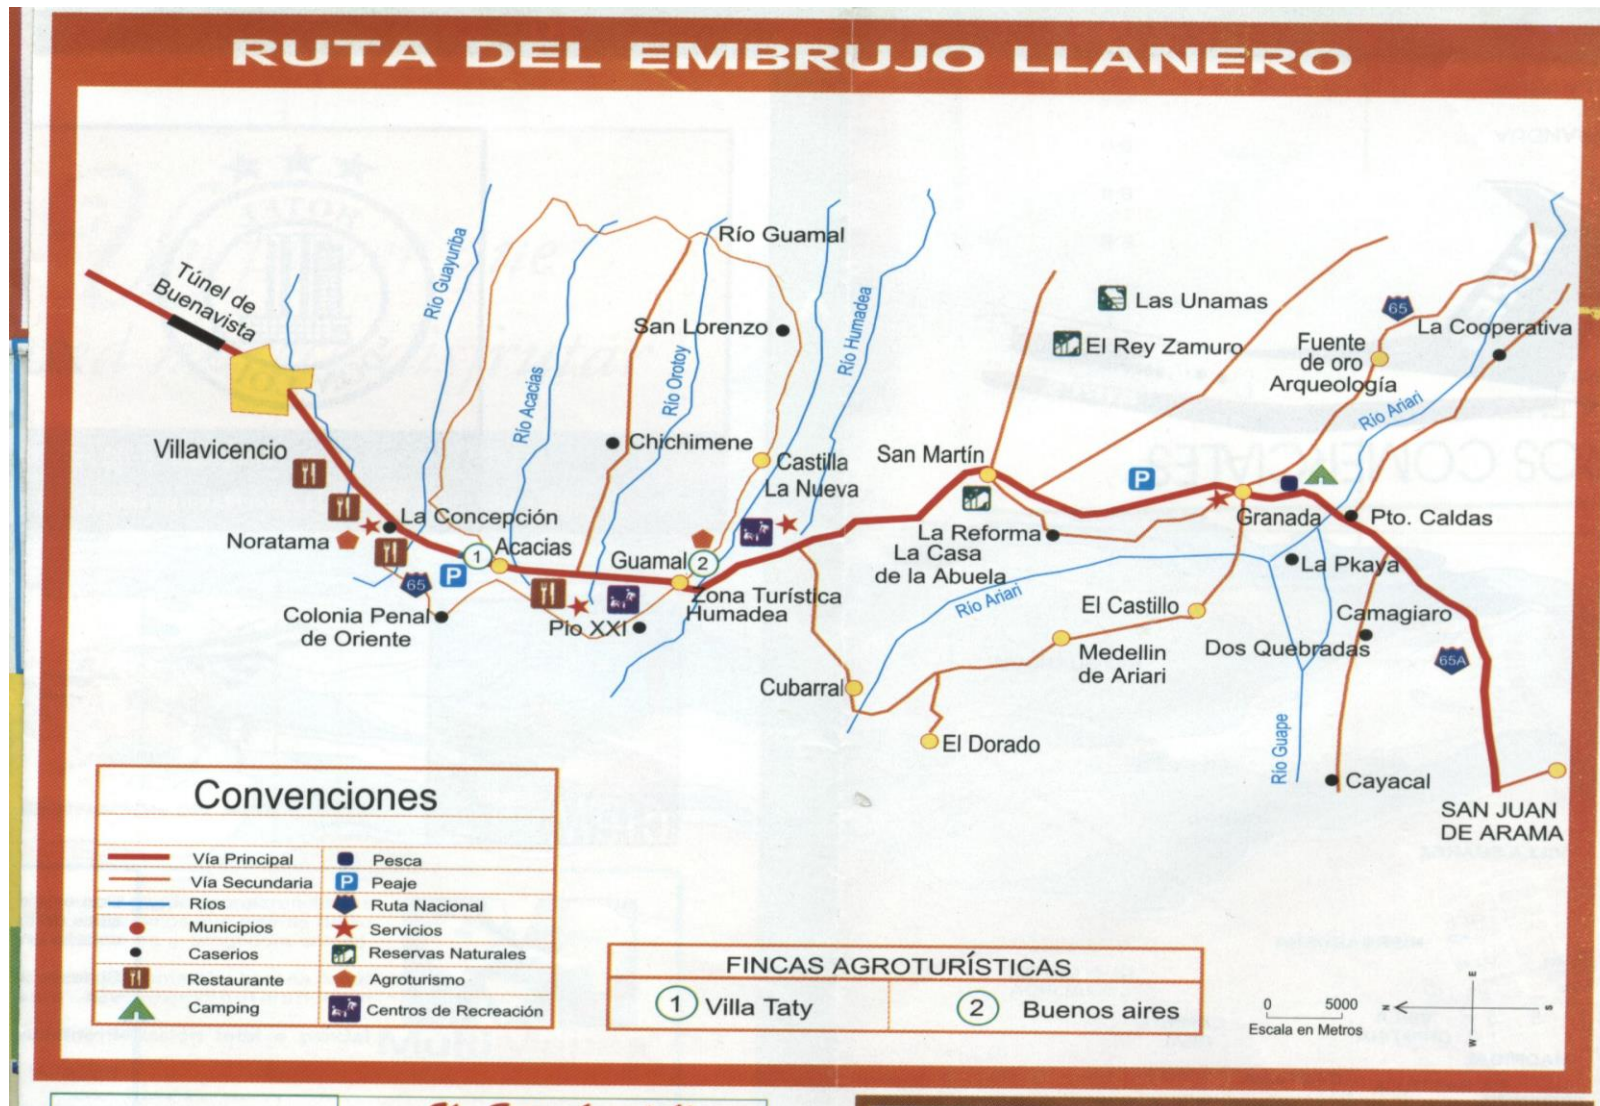 RUTA DEL EMBRUJO LLANERO
Túnel de
Buenavista
Río Guayuriba
Río Acacias
Río Orotoy
Río Guamal
Río Humadea
San Lorenzo
Chichimene
Castilla
La Nueva
Villavicencio
La Concepción
Noratama
65
P
1
Acacias
Guamal
2
Colonia Penal
de Oriente
Pio XXI
Zona Turística
Humadea
Las Unamas
El Rey Zamuro
65
La Cooperativa
Fuente
de oro
Arqueología
Río Ariari
San Martín
P
Granada
Pto. Caldas
La Reforma
La Casa
de la Abuela
Río Ariari
La Pkaya
El Castillo
Camagiaro
Dos Quebradas
65A
Medellin
de Ariari
Cubarral
El Dorado
Río Guape
Cayacal
SAN JUAN
DE ARAMA
Convenciones
Vía Principal
Pesca
Vía Secundaria
P
Peaje
Ríos
Ruta Nacional
Municipios
Servicios
Caserios
Reservas Naturales
Restaurante
Agroturismo
Camping
Centros de Recreación
FINCAS AGROTURÍSTICAS
1 Villa Taty
2 Buenos aires
0 5000
Escala en Metros
E
N
S
W